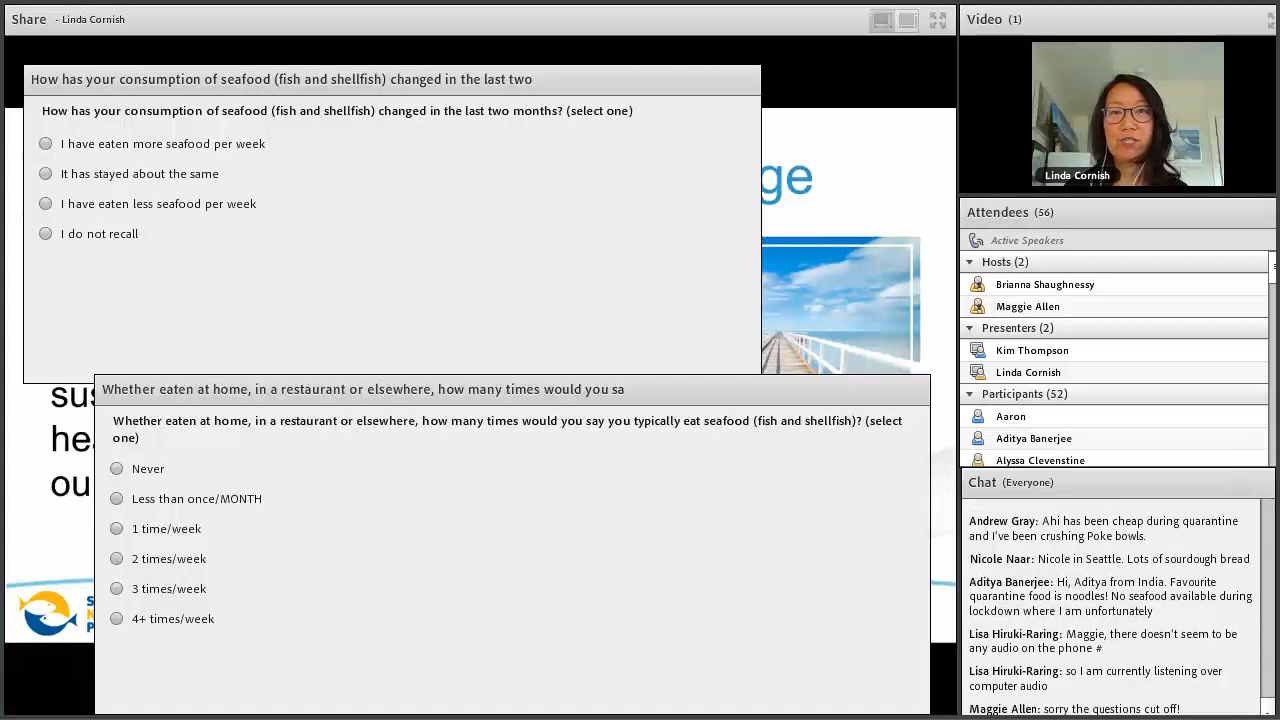 Share - Linda Cornish
How has your consumption of seafood (fish and shellfish) changed in the last two
How has your consumption of seafood (fish and shellfish) changed in the last two months? (select one)
I have eaten more seafood per week
It has stayed about the same
I have eaten less seafood per week
I do not recall
ge
sus
hea
ou
Whether eaten at home, in a restaurant or elsewhere, how many times would you sa
Whether eaten at home, in a restaurant or elsewhere, how many times would you say you typically eat seafood (fish and shellfish)? (select
one)
Never
Less than once/MONTH
1 time/week
2 times/week
3 times/week
4+ times/week
S
N
P
Video (1)
Linda Cornish
Attendees (56)
Active Speakers
Hosts (2)
Brianna Shaughnessy
Maggie Allen
Presenters (2)
Kim Thompson
Linda Cornish
Participants (52)
Aaron
Aditya Banerjee
Alyssa Clevenstine
Chat (Everyone)
Andrew Gray: Ahi has been cheap during quarantine
and I've been crushing Poke bowls.
Nicole Naar: Nicole in Seattle. Lots of sourdough bread
Aditya Banerjee: Hi, Aditya from India. Favourite
quarantine food is noodles! No seafood available during
lockdown where I am unfortunately
Lisa Hiruki-Raring: Maggie, there doesn't seem to be
any audio on the phone #
Lisa Hiruki-Raring: so I am currently listening over
computer audio
Maggie Allen: sorry the questions cut off!